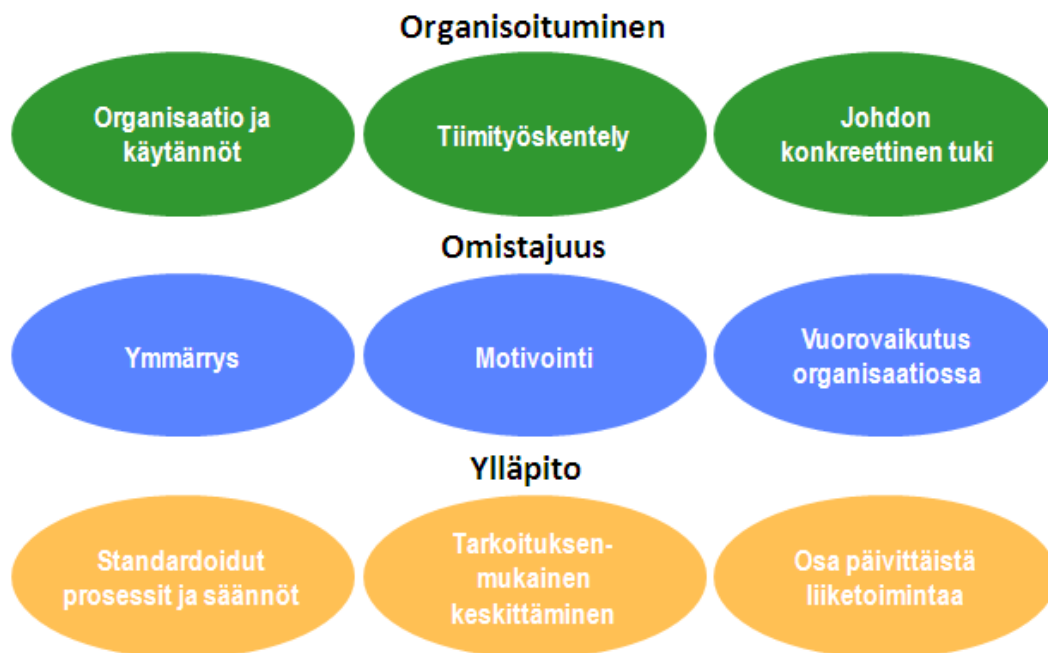 Organisoituminen
Organisaatio ja
käytännöt
Tiimityöskentely
Johdon
konkreettinen tuki
Omistajuus
Ymmärrys
Motivointi
Vuorovaikutus
organisaatiossa
Ylläpito
Standardoidut
prosessit ja säännöt
Tarkoituksen-
mukainen
keskittäminen
Osa päivittäistä
liiketoimintaa